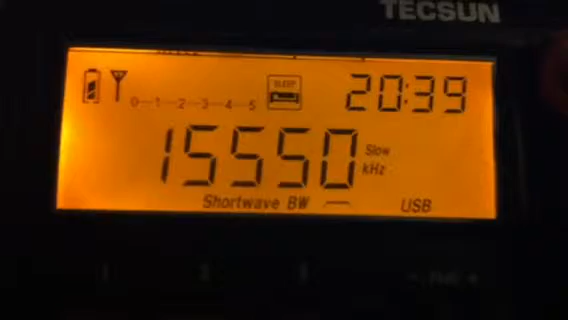 TECSUN
0-1-2-3-4-5
SLEEP
20:39
15550
Slow
kHz
Shortwave BW
USB